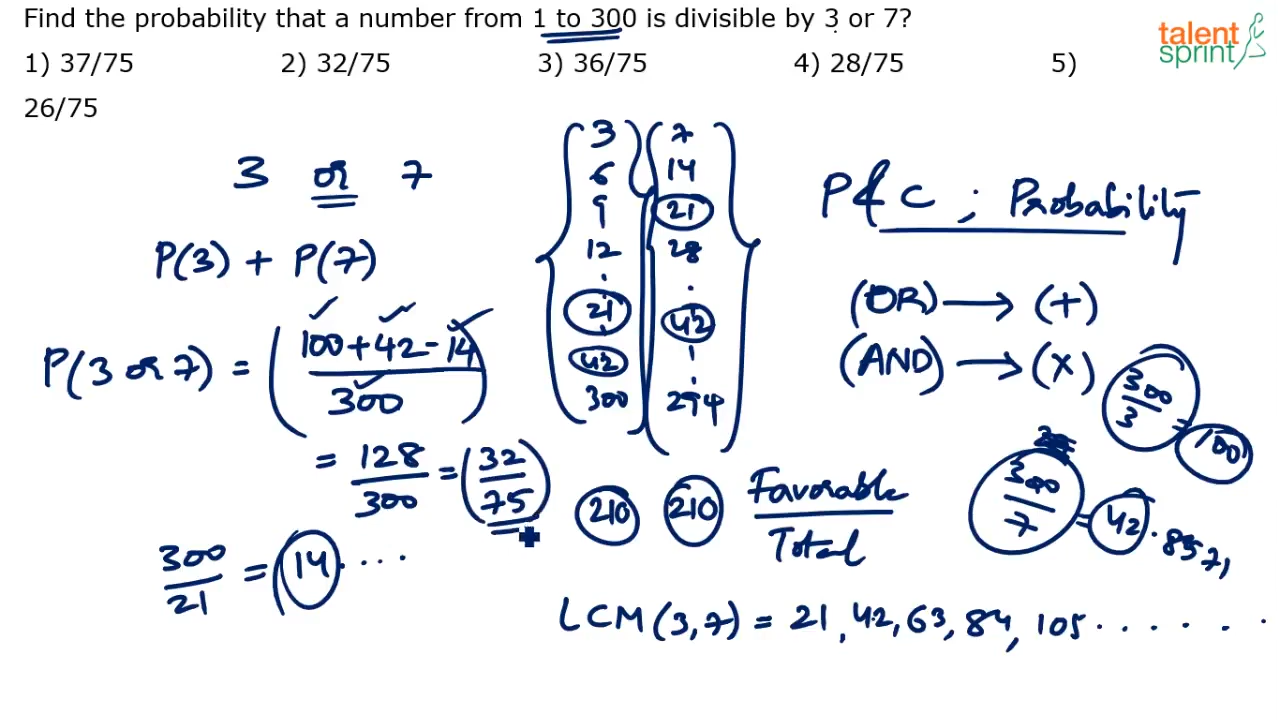 Find the probability that a number from 1 to 300 is divisible by 3 or 7?
talent
sprint
1) 37/75 2) 32/75 3) 36/75 4) 28/75 5)
26/75
3 or 7
P(3) + P(7)
P(3 or 7) = (100+42-14
300)
= 128/300 = (32/75)
300/21 = 14. ...
3
6
9
12
.
21
42
300
210
7
14
21
28
.
42
294
210
P & C ; Probability
(OR) → (+)
(AND) → (x)
300/3 = 100
300/7 = 42.8571
Favorable
Total
LCM (3,7) = 21, 42, 63, 84, 105 . . . . . .